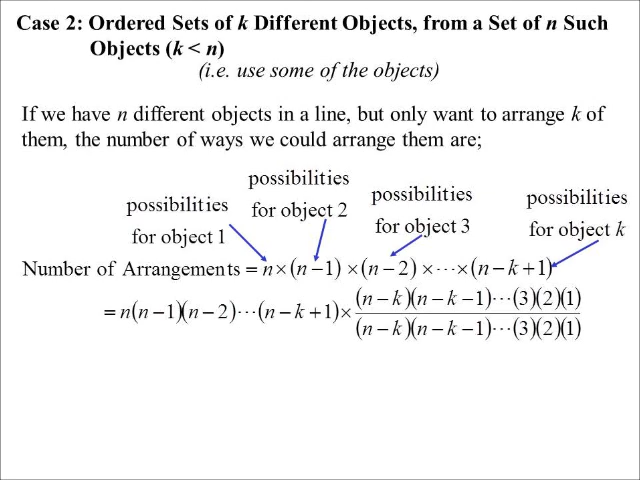 Case 2: Ordered Sets of k Different Objects, from a Set of n Such
Objects (k < n)
(i.e. use some of the objects)
If we have n different objects in a line, but only want to arrange k of
them, the number of ways we could arrange them are;
possibilities
for object 1
possibilities
for object 2
possibilities
for object 3
possibilities
for object k
Number of Arrangements = n×(n−1)×(n−2)×⋯×(n−k+1)
= n(n−1)(n−2)⋯(n−k+1)× (n−k)(n−k−1)⋯(3)(2)(1)
(n−k)(n−k−1)⋯(3)(2)(1)